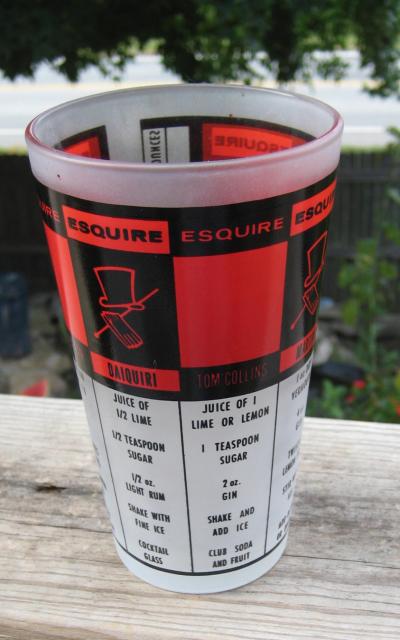 OUNCES
ESQUIRE
ESQUIRE
ESQUIRE
DAIQUIRI
JUICE OF
1/2 LIME
1/2 TEASPOON
SUGAR
1/2 oz.
LIGHT RUM
SHAKE WITH
FINE ICE
COCKTAIL
GLASS
TOM COLLINS
JUICE OF 1
LIME OR LEMON
1 TEASPOON
SUGAR
2 oz.
GIN
SHAKE AND
ADD ICE
CLUB SODA
AND FRUIT